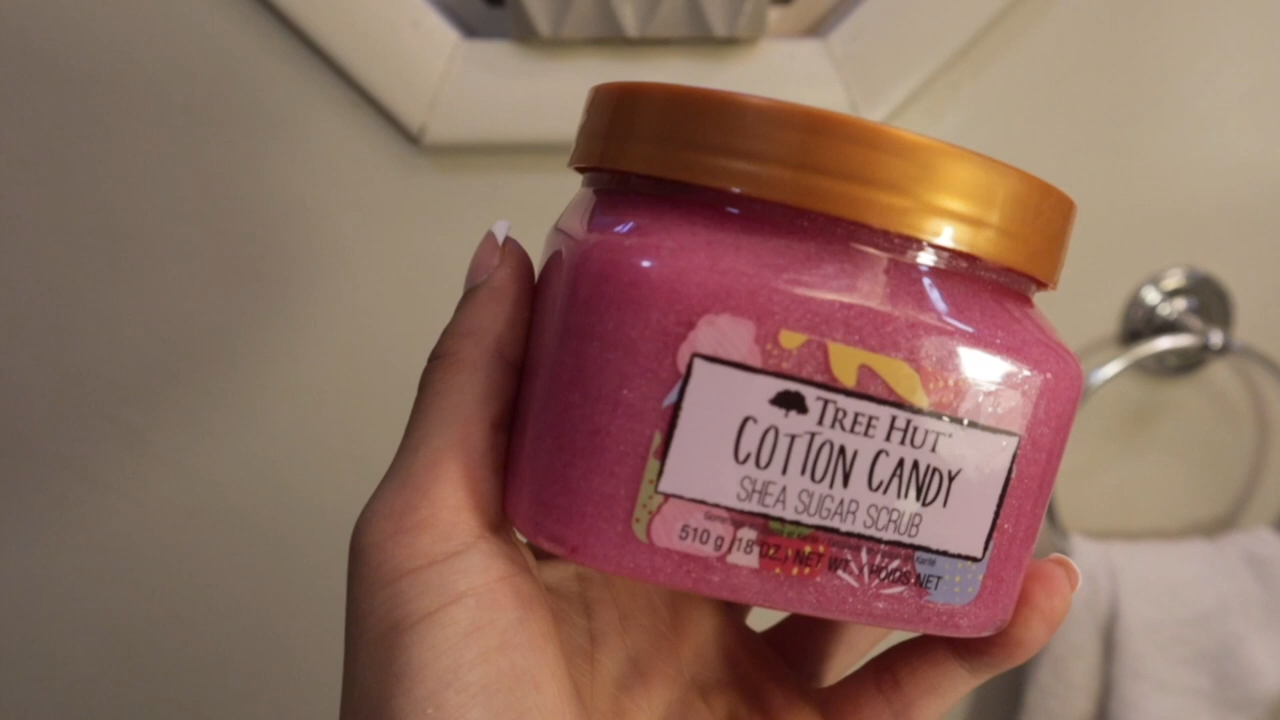 TREE HUT
COTTON CANDY
SHEA SUGAR SCRUB
510 g (18 OZ.) NET WT. / POIDS NET